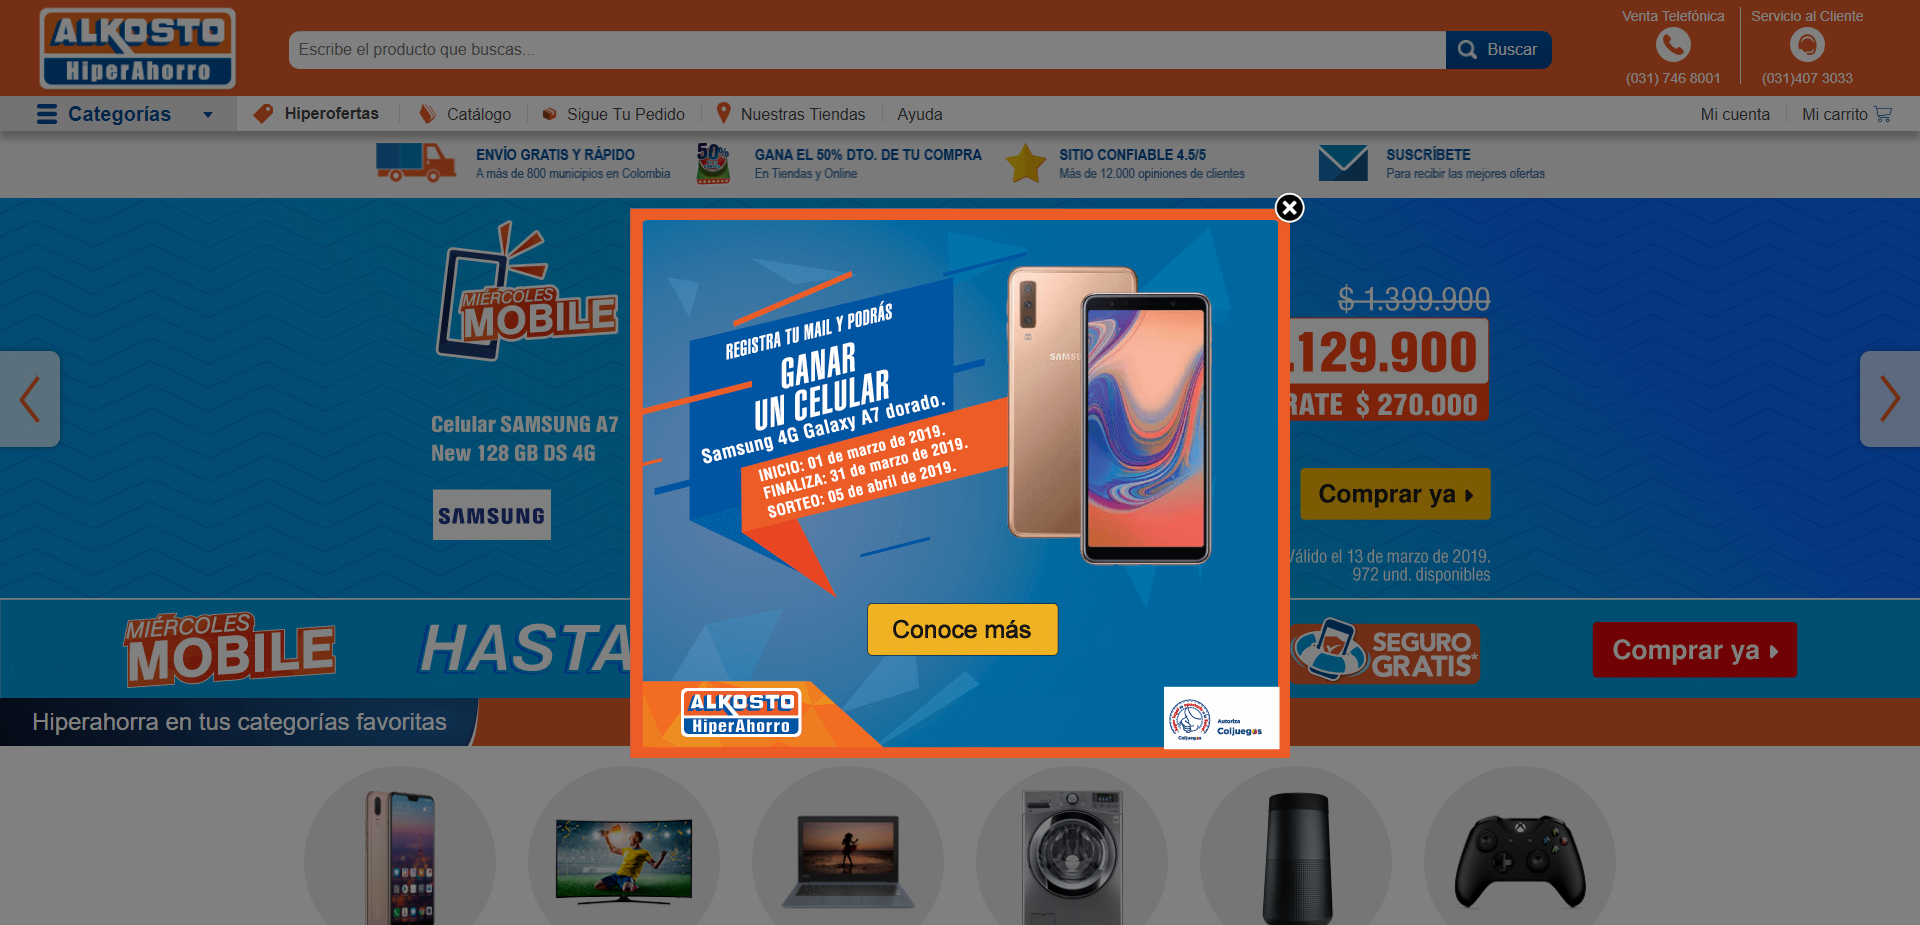 ALKOSTO
HiperAhorro
Escribe el producto que buscas...
Buscar
Venta Telefónica
(031) 746 8001
Servicio al Cliente
(031)407 3033
Categorías
Hiperofertas
Catálogo
Sigue Tu Pedido
Nuestras Tiendas
Ayuda
Mi cuenta
Mi carrito
ENVÍO GRATIS Y RÁPIDO
A más de 800 municipios en Colombia
50%
GANA EL 50% DTO. DE TU COMPRA
En Tiendas y Online
SITIO CONFIABLE 4.5/5
Más de 12.000 opiniones de clientes
SUSCRÍBETE
Para recibir las mejores ofertas
MIÉRCOLES
MOBILE
Celular SAMSUNG A7
New 128 GB DS 4G
SAMSUNG
REGISTRA TU MAIL Y PODRÁS
GANAR
UN CELULAR
Samsung 4G Galaxy A7 dorado.
INICIO: 01 de marzo de 2019.
FINALIZA: 31 de marzo de 2019.
SORTEO: 05 de abril de 2019.
SAMSU
Conoce más
ALKOSTO
HiperAhorro
Coljuegos
Autoriza
Coljuegos
$ 1.399.900
.129.900
RATE $ 270.000
Comprar ya
Válido el 13 de marzo de 2019.
972 und. disponibles
MIÉRCOLES
MOBILE
HASTA
SEGURO
GRATIS*
Comprar ya
Hiperahorra en tus categorías favoritas